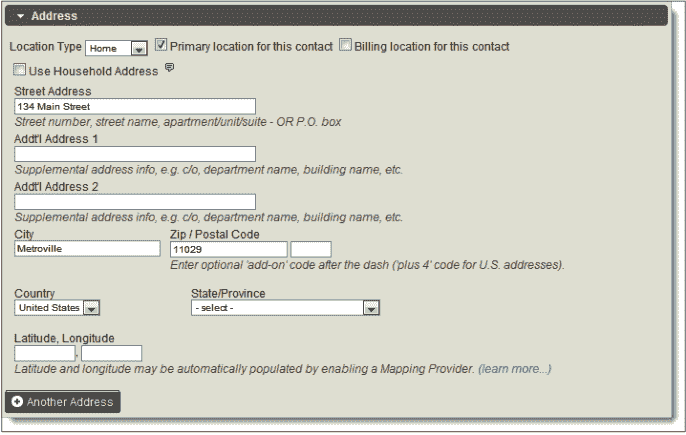 Address
Location Type Home Primary location for this contact Billing location for this contact
Use Household Address
Street Address
134 Main Street
Street number, street name, apartment/unit/suite - OR P.O. box
Addt'l Address 1
Supplemental address info, e.g. c/o, department name, building name, etc.
Addt'l Address 2
Supplemental address info, e.g. c/o, department name, building name, etc.
City Zip / Postal Code
Metroville 11029
Enter optional 'add-on' code after the dash ('plus 4' code for U.S. addresses).
Country State/Province
United States - select -
Latitude, Longitude
,
Latitude and longitude may be automatically populated by enabling a Mapping Provider. (learn more...)
Another Address